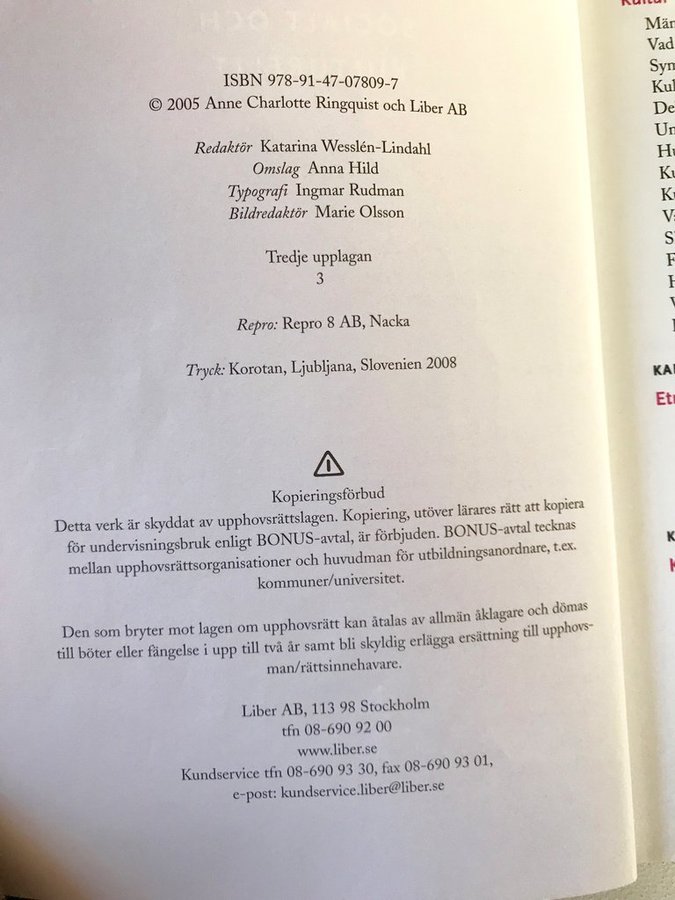 ISBN 978-91-47-07809-7
© 2005 Anne Charlotte Ringquist och Liber AB
Redaktör Katarina Wesslén-Lindahl
Omslag Anna Hild
Typografi Ingmar Rudman
Bildredaktör Marie Olsson
Tredje upplagan
3
Repro: Repro 8 AB, Nacka
Tryck: Korotan, Ljubljana, Slovenien 2008
Kopieringsförbud
Detta verk är skyddat av upphovsrättslagen. Kopiering, utöver lärares rätt att kopiera
för undervisningsbruk enligt BONUS-avtal, är förbjuden. BONUS-avtal tecknas
mellan upphovsrättsorganisationer och huvudman för utbildningsanordnare, t.ex.
kommuner/universitet.
Den som bryter mot lagen om upphovsrätt kan åtalas av allmän åklagare och dömas
till böter eller fängelse i upp till två år samt bli skyldig erlägga ersättning till upphovs-
man/rättsinnehavare.
Liber AB, 113 98 Stockholm
tfn 08-690 92 00
www.liber.se
Kundservice tfn 08-690 93 30, fax 08-690 93 01,
e-post: kundservice.liber@liber.se
Vad